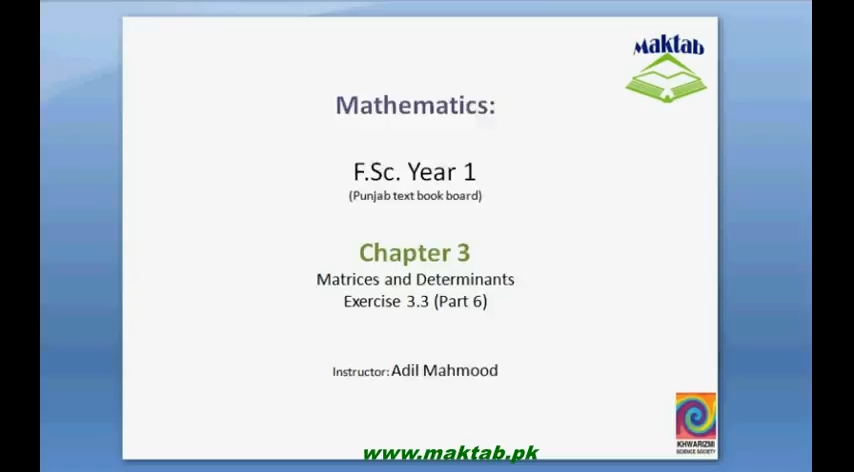 Maktab
Mathematics:
F.Sc. Year 1
(Punjab text book board)
Chapter 3
Matrices and Determinants
Exercise 3.3 (Part 6)
Instructor: Adil Mahmood
KHWARIZMI
SCIENCE SOCIETY
www.maktab.pk